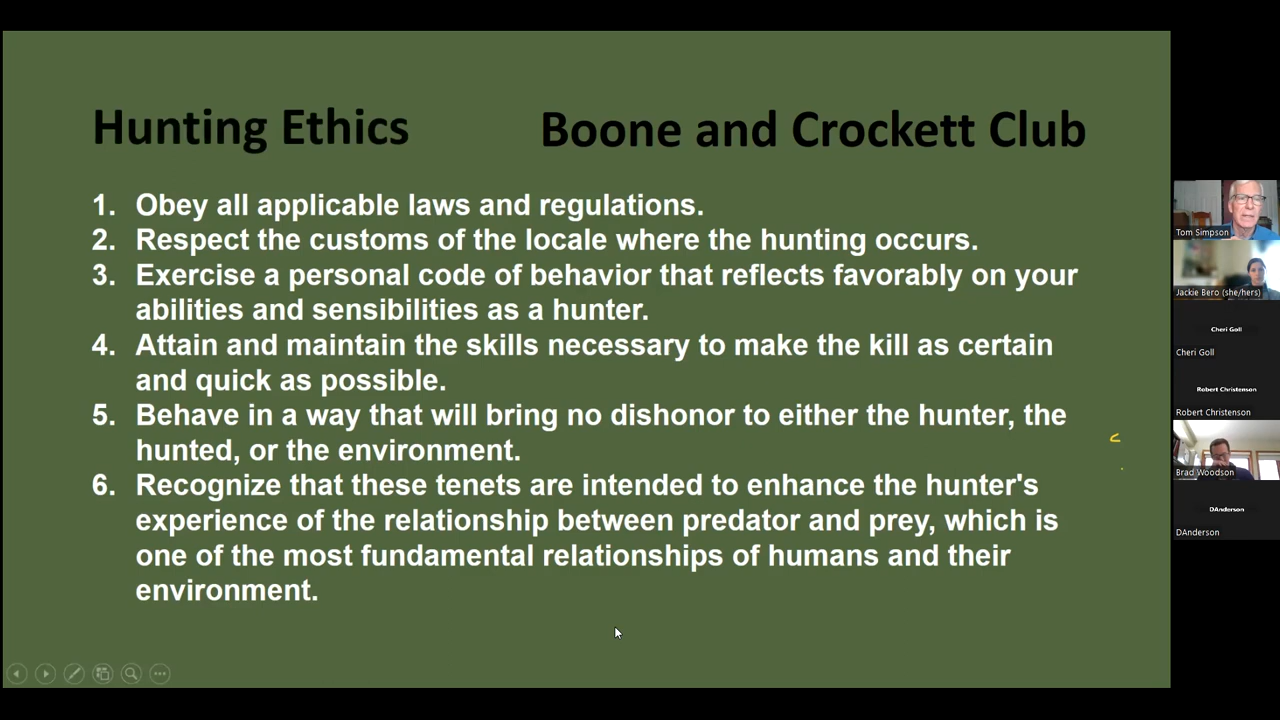 Hunting Ethics
Boone and Crockett Club
1. Obey all applicable laws and regulations.
2. Respect the customs of the locale where the hunting occurs.
3. Exercise a personal code of behavior that reflects favorably on your
abilities and sensibilities as a hunter.
4. Attain and maintain the skills necessary to make the kill as certain
and quick as possible.
5. Behave in a way that will bring no dishonor to either the hunter, the
hunted, or the environment.
6. Recognize that these tenets are intended to enhance the hunter's
experience of the relationship between predator and prey, which is
one of the most fundamental relationships of humans and their
environment.
Tom Simpson
Jackie Bero (she/hers)
Cheri Goll
Cheri Goll
Robert Christenson
Robert Christenson
Brad Woodson
DAnderson
DAnderson